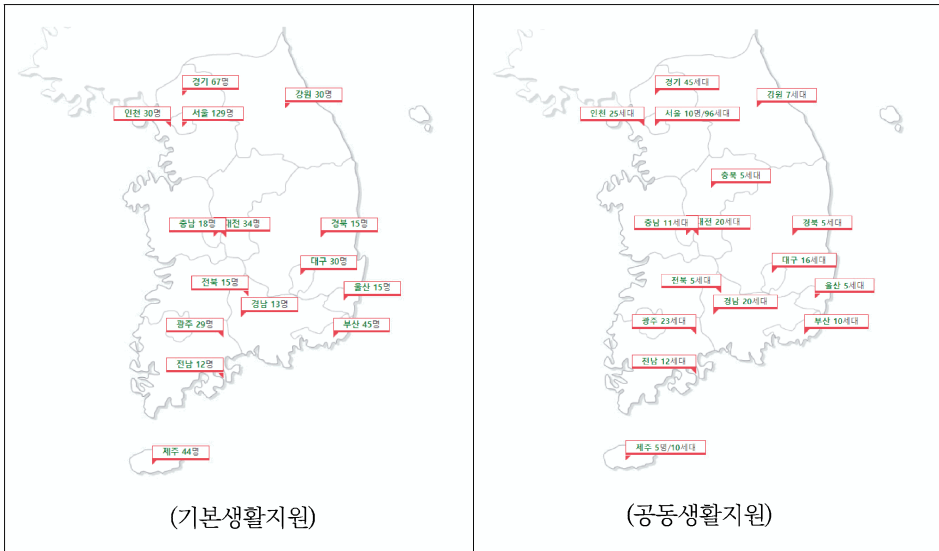 경기 67명
강원 30명
인천 30명
서울 129명
충남 18명
대전 34명
경북 15명
대구 30명
전북 15명
울산 15명
경남 13명
광주 29명
부산 45명
전남 12명
제주 44명
(기본생활지원)
경기 45세대
강원 7세대
인천 25세대
서울 10명/96세대
충북 5세대
충남 11세대
대전 20세대
경북 5세대
대구 16세대
전북 5세대
울산 5세대
경남 20세대
광주 23세대
부산 10세대
전남 12세대
제주 5명/10세대
(공동생활지원)